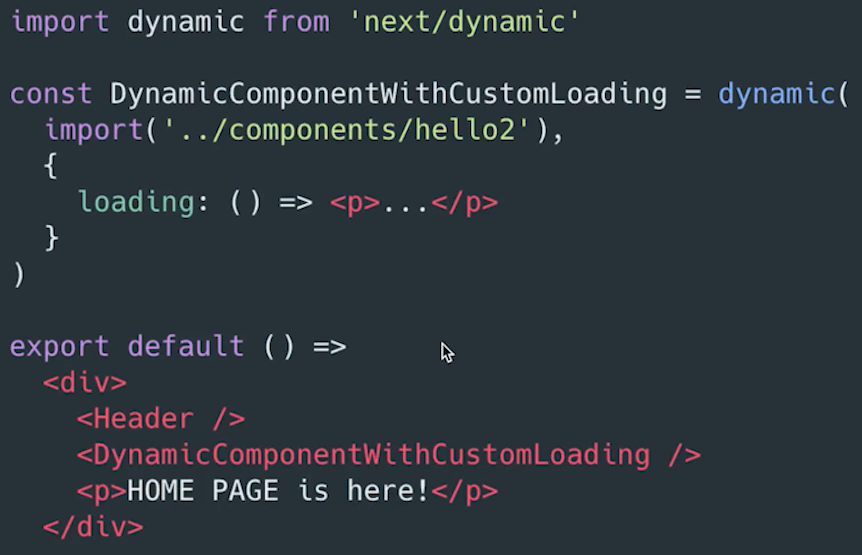 import dynamic from 'next/dynamic'
const DynamicComponentWithCustomLoading = dynamic(
  import('../components/hello2'),
  {
    loading: () => <p>...</p>
  }
)
export default () =>
  <div>
    <Header />
    <DynamicComponentWithCustomLoading />
    <p>HOME PAGE is here!</p>
  </div>